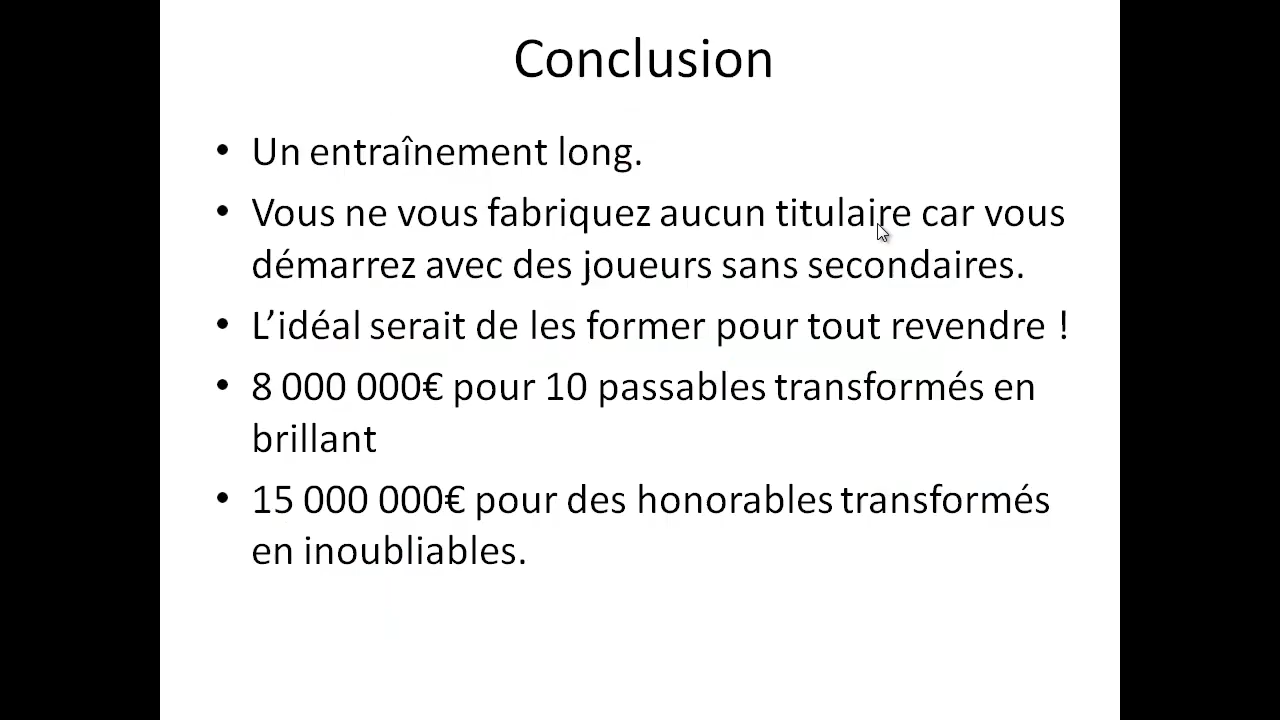 Conclusion
• Un entraînement long.
• Vous ne vous fabriquez aucun titulaire car vous
démarrez avec des joueurs sans secondaires.
• L’idéal serait de les former pour tout revendre !
• 8 000 000€ pour 10 passables transformés en
brillant
• 15 000 000€ pour des honorables transformés
en inoubliables.